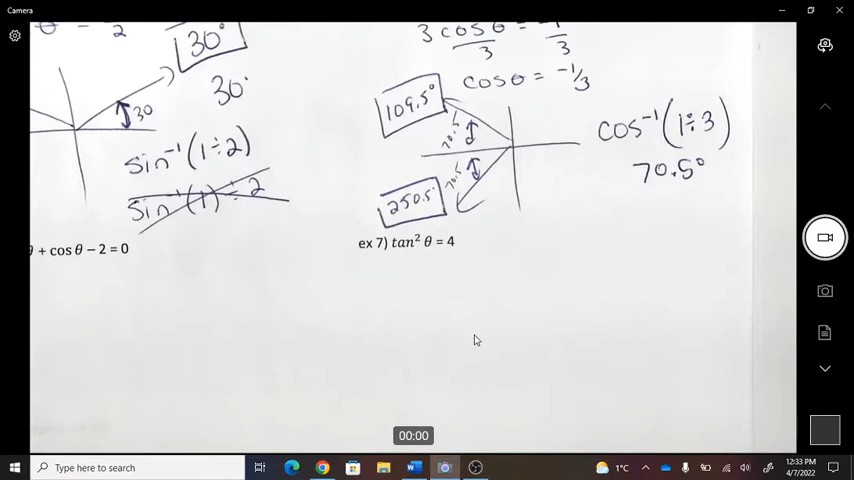 Camera
θ = 2
30°
30°
30
sin⁻¹(1÷2)
sin⁻¹(1)÷2
θ + cos θ − 2 = 0
3 cos θ = -1
3 3
cos θ = -1/3
109.5°
70.5
70.5
250.5°
cos⁻¹(1÷3)
70.5°
ex 7) tan² θ = 4
00:00
Type here to search
1°C
12:33 PM
4/7/2022